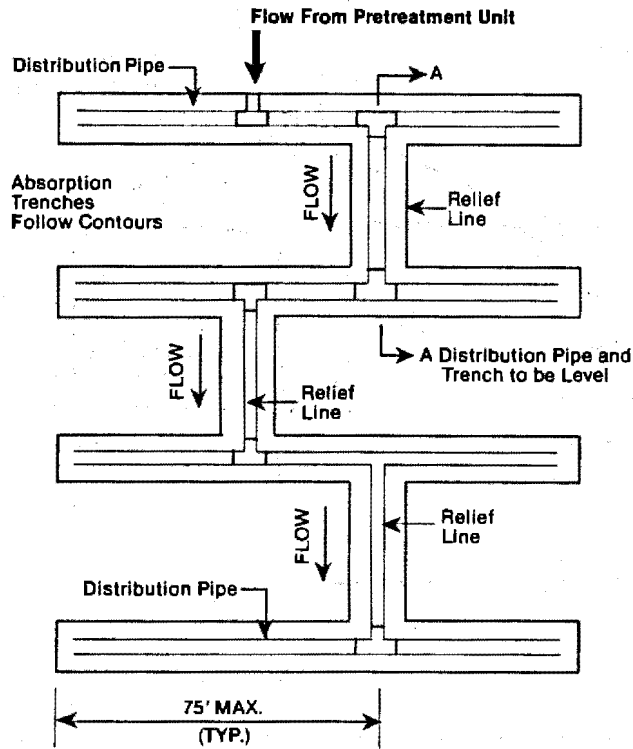 Flow From Pretreatment Unit
Distribution Pipe
A
Absorption
Trenches
Follow Contours
FLOW
Relief
Line
FLOW
A Distribution Pipe and
Trench to be Level
Relief
Line
FLOW
Relief
Line
Distribution Pipe
75' MAX.
(TYP.)